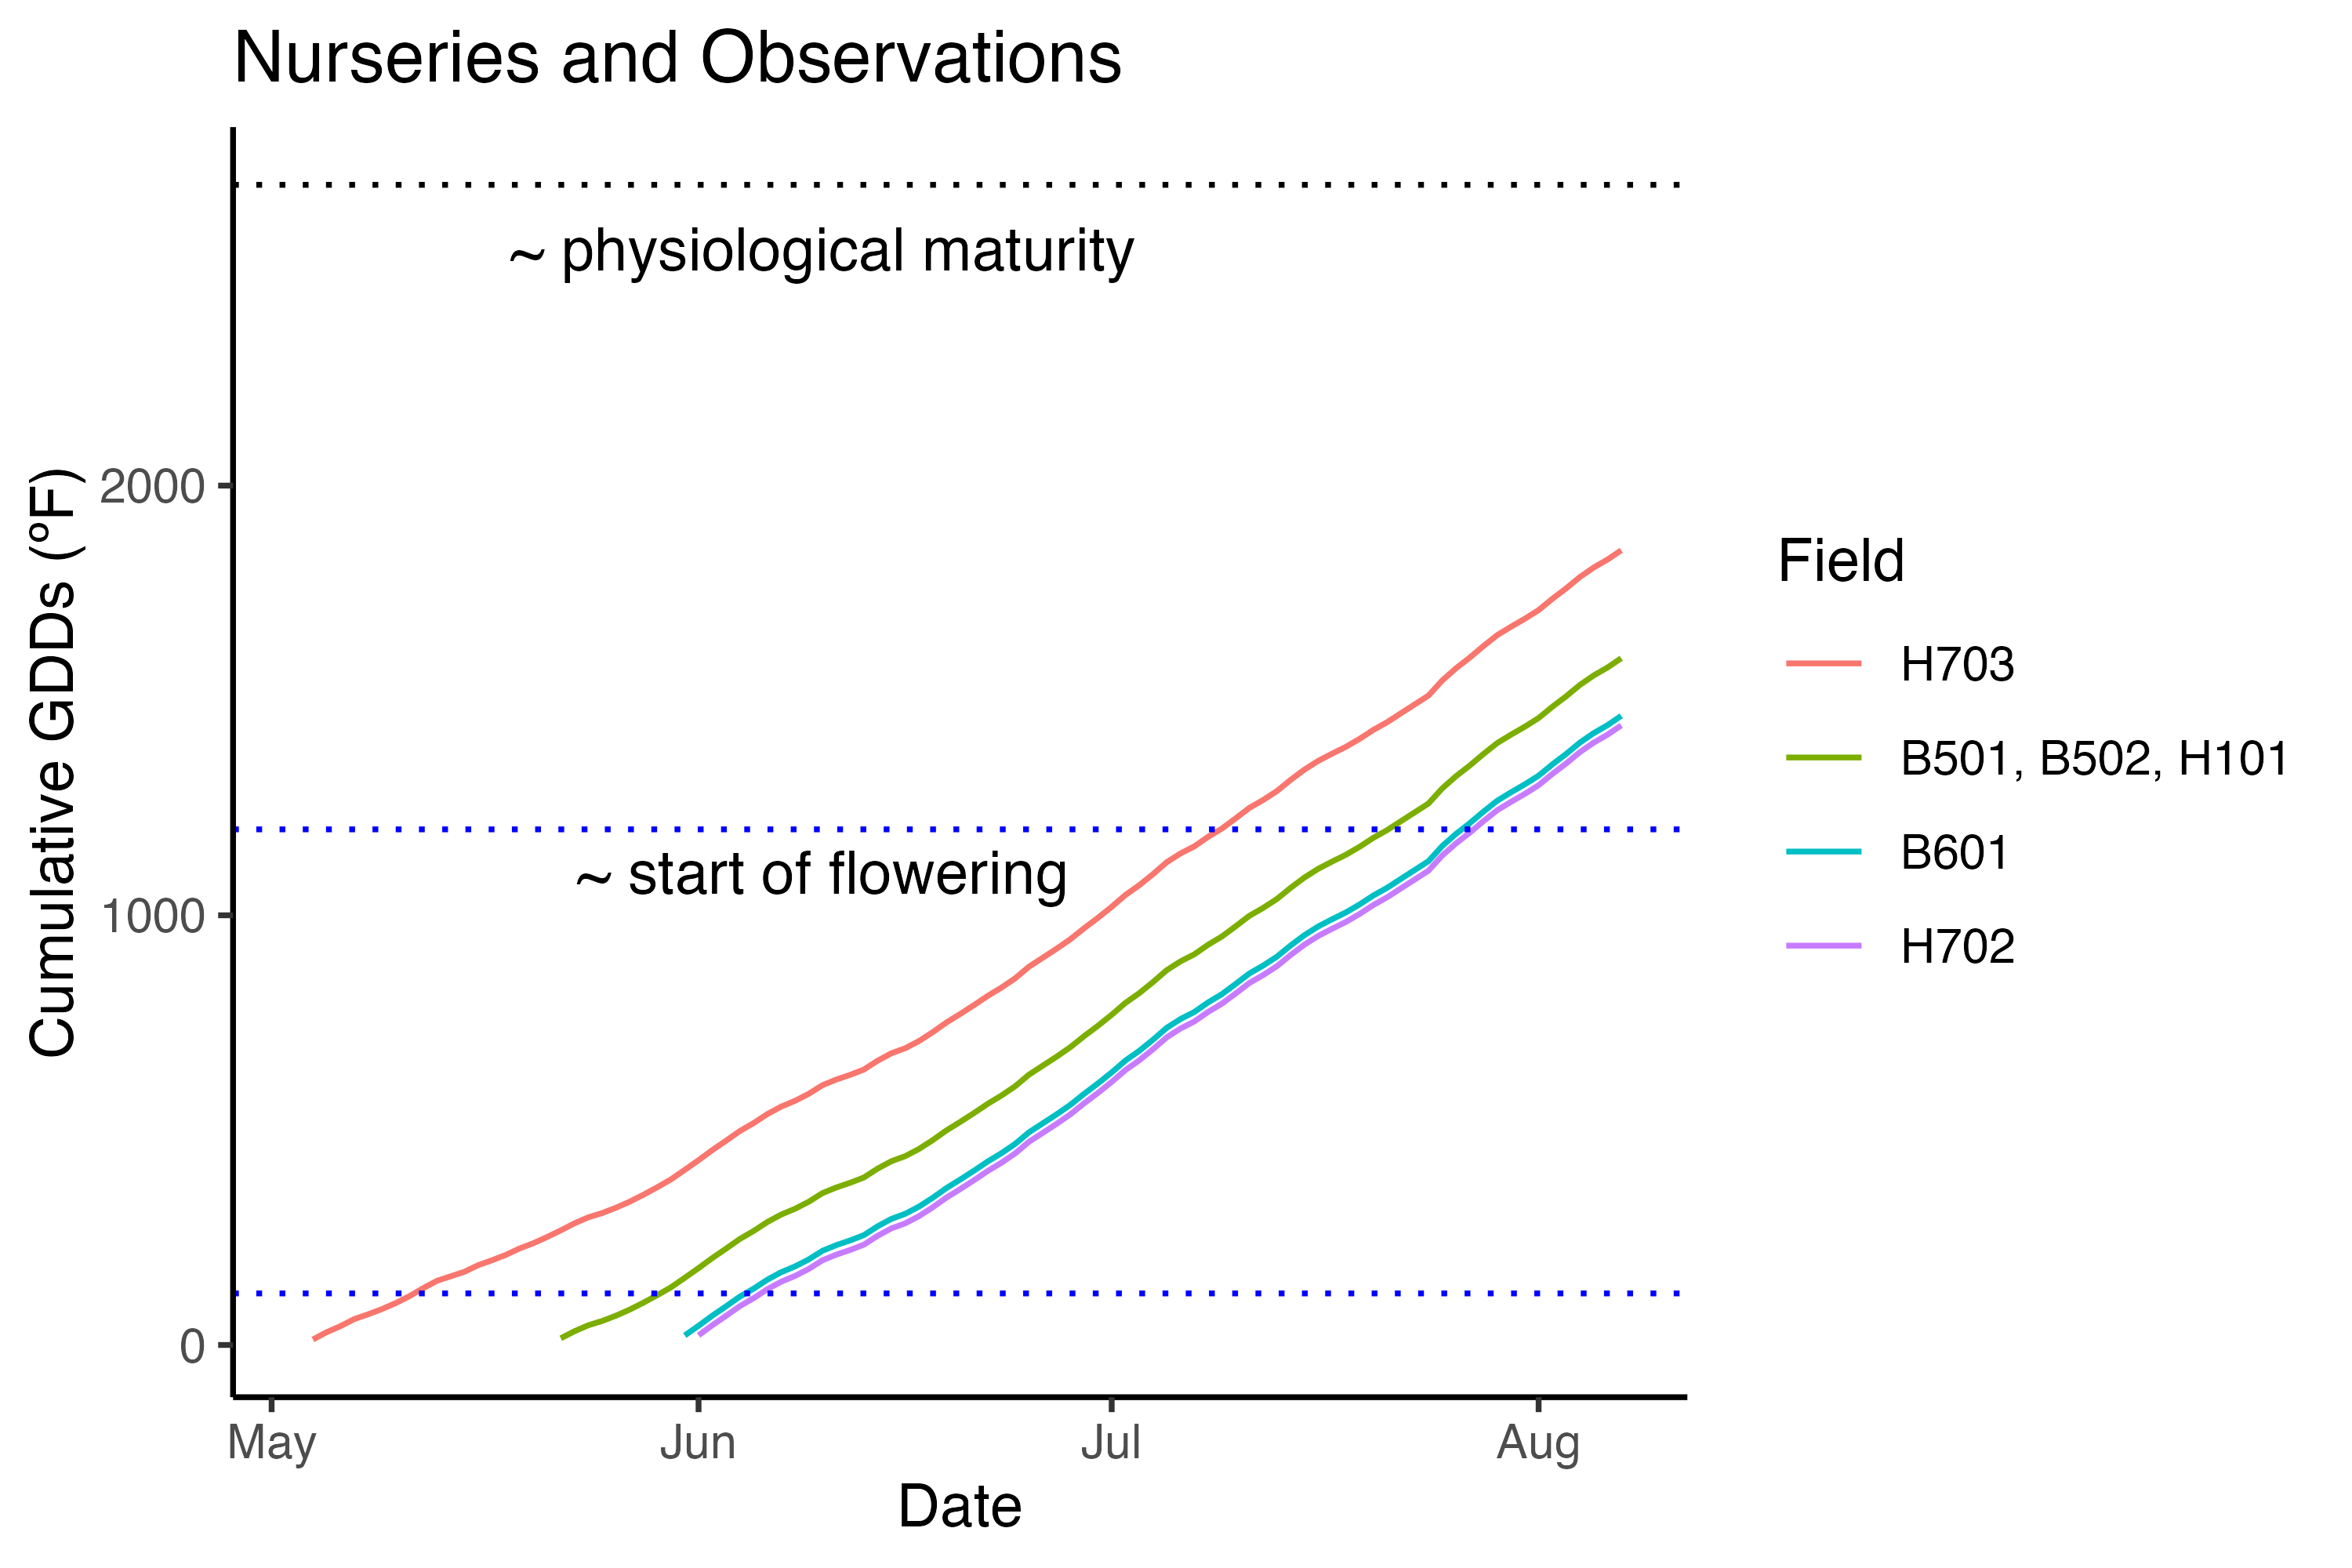 Nurseries and Observations
~ physiological maturity
2000
1000
0
Cumulative GDDs (°F)
~ start of flowering
May
Jun
Jul
Aug
Date
Field
H703
B501, B502, H101
B601
H702